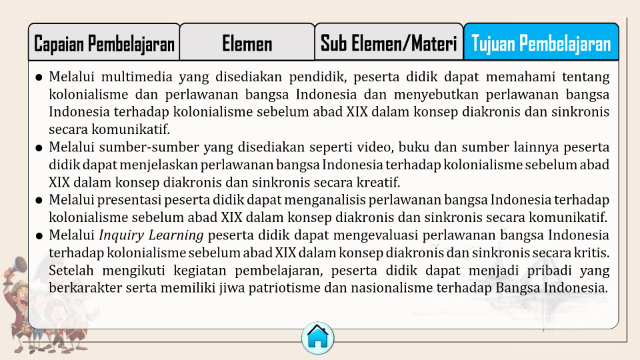 Capaian Pembelajaran
Elemen
Sub Elemen/Materi
Tujuan Pembelajaran
● Melalui multimedia yang disediakan pendidik, peserta didik dapat memahami tentang
kolonialisme dan perlawanan bangsa Indonesia dan menyebutkan perlawanan bangsa
Indonesia terhadap kolonialisme sebelum abad XIX dalam konsep diakronis dan sinkronis
secara komunikatif.
● Melalui sumber-sumber yang disediakan seperti video, buku dan sumber lainnya peserta
didik dapat menjelaskan perlawanan bangsa Indonesia terhadap kolonialisme sebelum abad
XIX dalam konsep diakronis dan sinkronis secara kreatif.
● Melalui presentasi peserta didik dapat menganalisis perlawanan bangsa Indonesia terhadap
kolonialisme sebelum abad XIX dalam konsep diakronis dan sinkronis secara komunikatif.
● Melalui Inquiry Learning peserta didik dapat mengevaluasi perlawanan bangsa Indonesia
terhadap kolonialisme sebelum abad XIX dalam konsep diakronis dan sinkronis secara kritis.
Setelah mengikuti kegiatan pembelajaran, peserta didik dapat menjadi pribadi yang
berkarakter serta memiliki jiwa patriotisme dan nasionalisme terhadap Bangsa Indonesia.